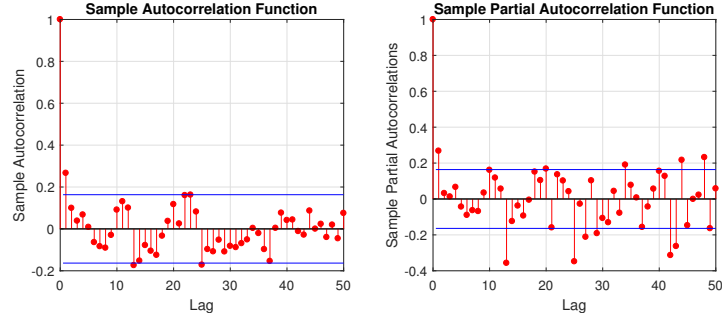 Sample Autocorrelation Function
1
0.8
0.6
0.4
0.2
0
-0.2
0 10 20 30 40 50
Lag
Sample Autocorrelation
Sample Partial Autocorrelation Function
1
0.8
0.6
0.4
0.2
0
-0.2
-0.4
0 10 20 30 40 50
Lag
Sample Partial Autocorrelations